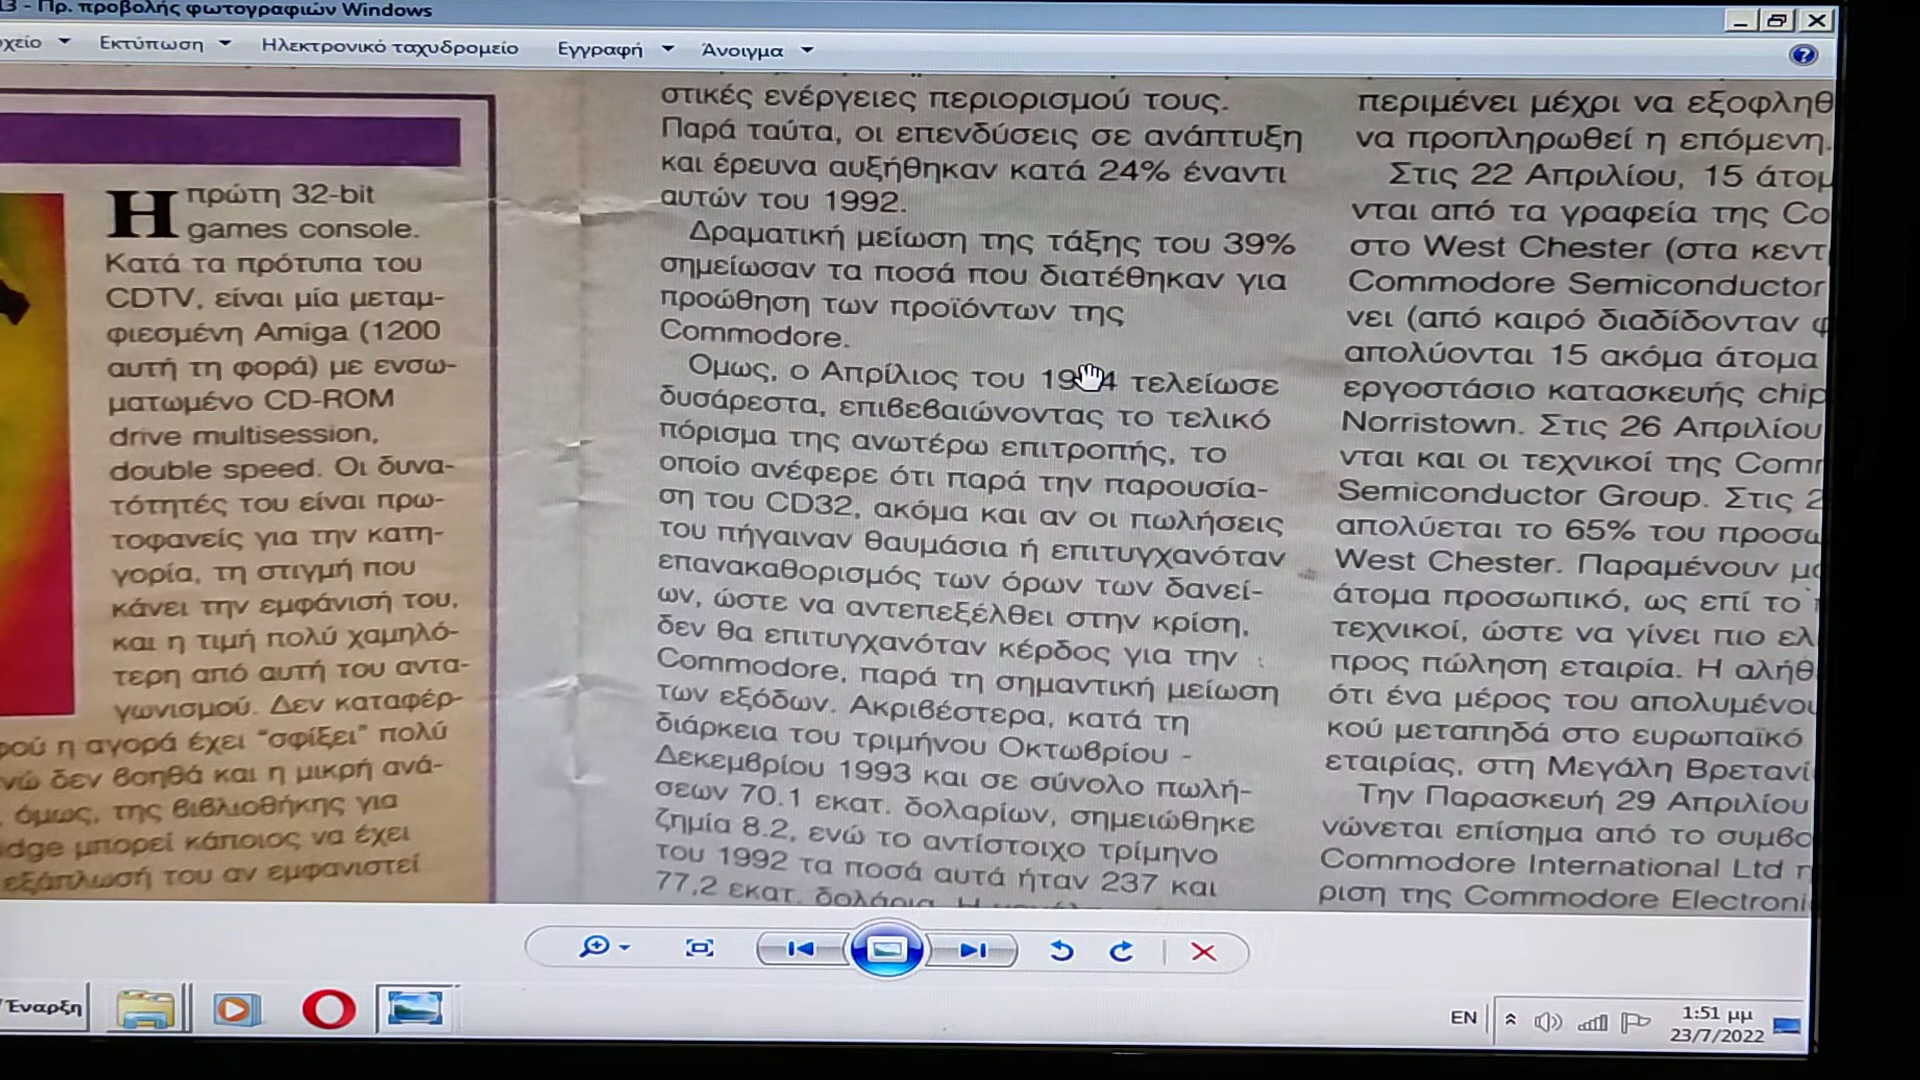 13 - Πρ. προβολής φωτογραφιών Windows
Εκτύπωση Ηλεκτρονικό ταχυδρομείο Εγγραφή Άνοιγμα
Η πρώτη 32-bit
games console.
Κατά τα πρότυπα του
CDTV, είναι μία μεταμ-
φιεσμένη Amiga (1200
αυτή τη φορά) με ενσω-
ματωμένο CD-ROM
drive multisession,
double speed. Οι δυνα-
τότητές του είναι πρω-
τοφανείς για την κατη-
γορία, τη στιγμή που
κάνει την εμφάνισή του,
και η τιμή πολύ χαμηλό-
τερη από αυτή του αντα-
γωνισμού. Δεν καταφέρ-
η αγορά έχει "σφίξει" πολύ
δεν βοηθά και η μικρή ανά-
όμως, της βιβλιοθήκης για
μπορεί κάποιος να έχει
εξάπλωσή του αν εμφανιστεί
στικές ενέργειες περιορισμού τους.
Παρά ταύτα, οι επενδύσεις σε ανάπτυξη
και έρευνα αυξήθηκαν κατά 24% έναντι
αυτών του 1992.
Δραματική μείωση της τάξης του 39%
σημείωσαν τα ποσά που διατέθηκαν για
προώθηση των προϊόντων της
Commodore.
Ομως, ο Απρίλιος του τελείωσε
δυσάρεστα, επιβεβαιώνοντας το τελικό
πόρισμα της ανωτέρω επιτροπής, το
οποίο ανέφερε ότι παρά την παρουσία-
ση του CD32, ακόμα και αν οι πωλήσεις
του πήγαιναν θαυμάσια ή επιτυγχανόταν
επανακαθορισμός των όρων των δανεί-
ων, ώστε να αντεπεξέλθει στην κρίση,
δεν θα επιτυγχανόταν κέρδος για την
Commodore, παρά τη σημαντική μείωση
των εξόδων. Ακριβέστερα, κατά τη
διάρκεια του τριμήνου Οκτωβρίου -
Δεκεμβρίου 1993 και σε σύνολο πωλή-
σεων 70.1 εκατ. δολαρίων, σημειώθηκε
ζημία 8.2, ενώ το αντίστοιχο τρίμηνο
του 1992 τα ποσά αυτά ήταν 237 και
77,2 εκατ. δολάρια.
περιμένει μέχρι να εξοφληθ
να προπληρωθεί η επόμενη.
Στις 22 Απριλίου, 15 άτομ
νται από τα γραφεία της Co
στο West Chester (στα κεντ
Commodore Semiconductor
νει (από καιρό διαδίδονταν φ
απολύονται 15 ακόμα άτομα
εργοστάσιο κατασκευής chip
Norristown. Στις 26 Απριλίου
νται και οι τεχνικοί της Com
Semiconductor Group. Στις 2
απολύεται το 65% του προσω
West Chester. Παραμένουν μ
άτομα προσωπικό, ως επί το
τεχνικοί, ώστε να γίνει πιο ελ
προς πώληση εταιρία. Η αλήθ
ότι ένα μέρος του απολυμένου
κού μεταπηδά στο ευρωπαϊκό
εταιρίας, στη Μεγάλη Βρετανί
Την Παρασκευή 29 Απριλίου
νώνεται επίσημα από το συμβο
Commodore International Ltd η
ριση της Commodore Electroni
Έναρξη
EN
1:51 μμ
23/7/2022